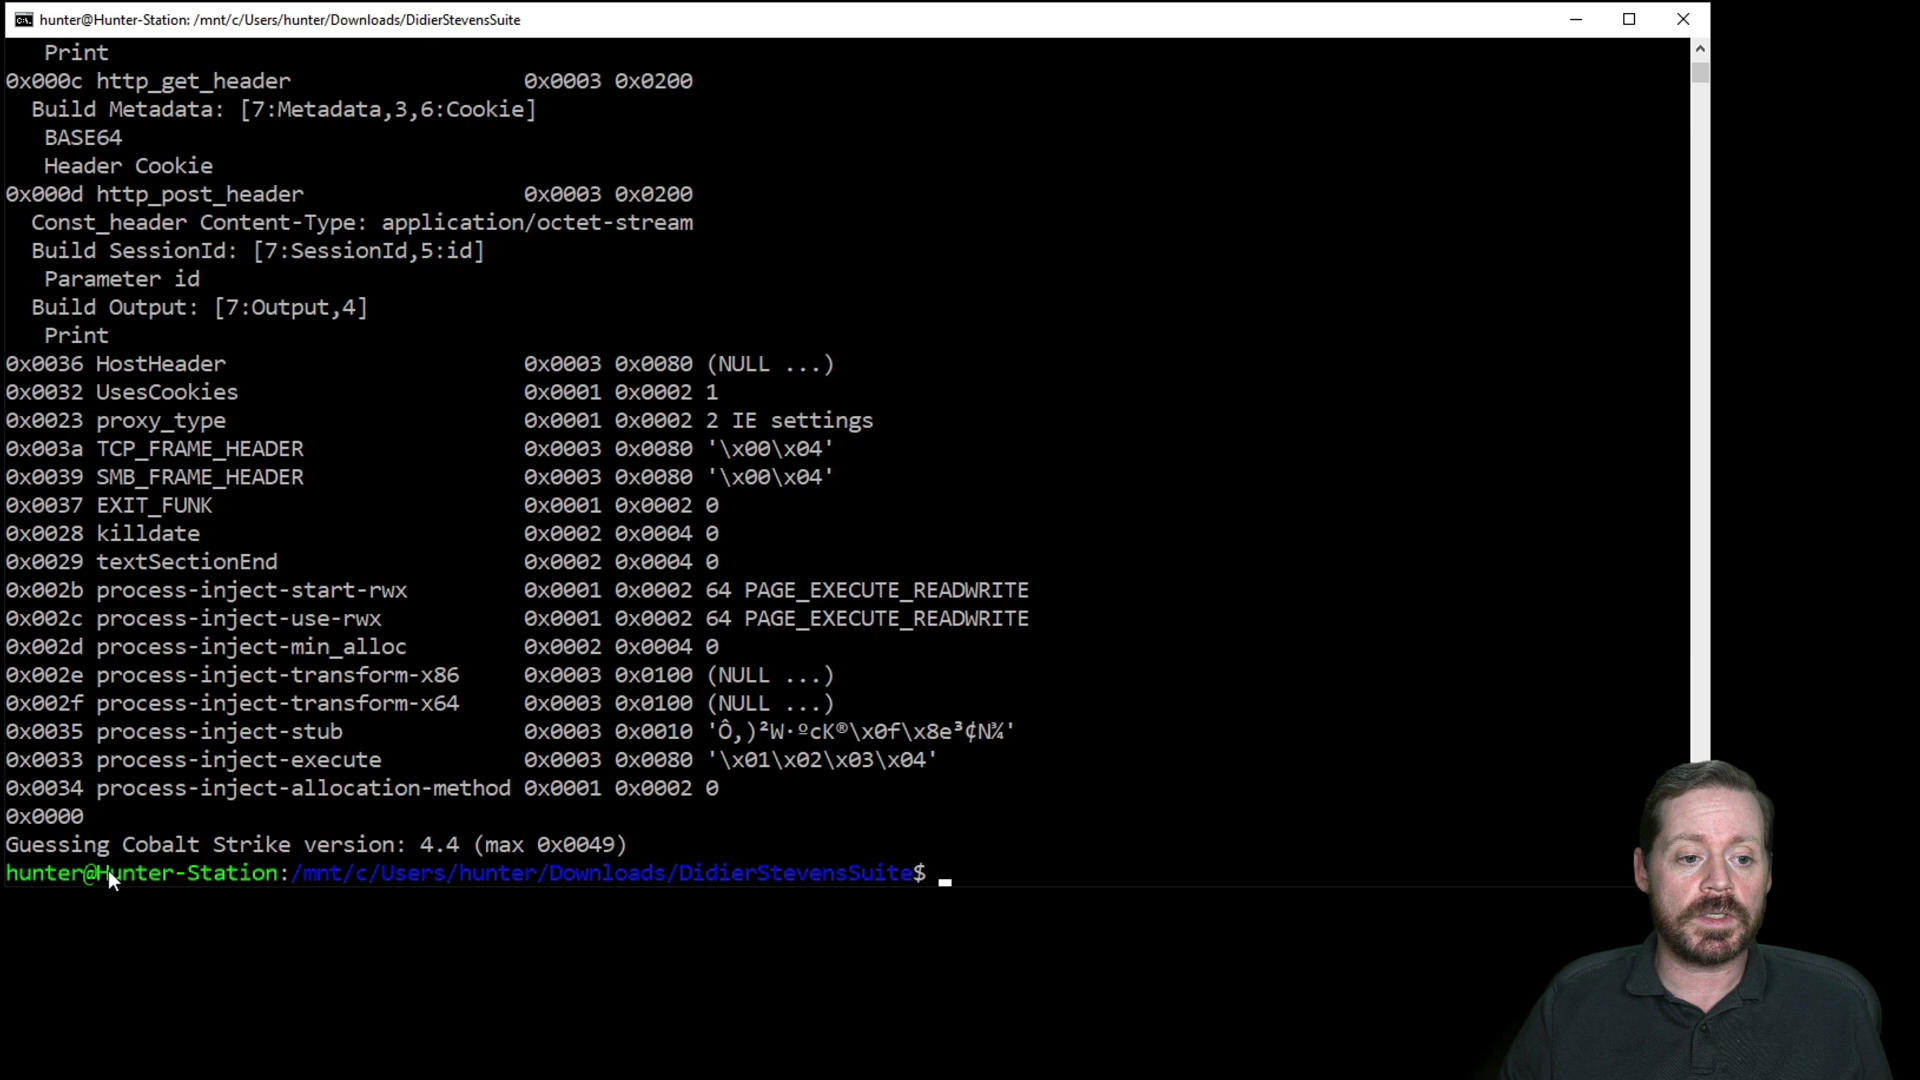 hunter@Hunter-Station: /mnt/c/Users/hunter/Downloads/DidierStevensSuite
Print
0x000c http_get_header 0x0003 0x0200
Build Metadata: [7:Metadata,3,6:Cookie]
BASE64
Header Cookie
0x000d http_post_header 0x0003 0x0200
Const_header Content-Type: application/octet-stream
Build SessionId: [7:SessionId,5:id]
Parameter id
Build Output: [7:Output,4]
Print
0x0036 HostHeader 0x0003 0x0080 (NULL ...)
0x0032 UsesCookies 0x0001 0x0002 1
0x0023 proxy_type 0x0001 0x0002 2 IE settings
0x003a TCP_FRAME_HEADER 0x0003 0x0080 '\x00\x04'
0x0039 SMB_FRAME_HEADER 0x0003 0x0080 '\x00\x04'
0x0037 EXIT_FUNK 0x0001 0x0002 0
0x0028 killdate 0x0002 0x0004 0
0x0029 textSectionEnd 0x0002 0x0004 0
0x002b process-inject-start-rwx 0x0001 0x0002 64 PAGE_EXECUTE_READWRITE
0x002c process-inject-use-rwx 0x0001 0x0002 64 PAGE_EXECUTE_READWRITE
0x002d process-inject-min_alloc 0x0002 0x0004 0
0x002e process-inject-transform-x86 0x0003 0x0100 (NULL ...)
0x002f process-inject-transform-x64 0x0003 0x0100 (NULL ...)
0x0035 process-inject-stub 0x0003 0x0010 'Ô,)²W·ºcK®\x0f\x8e³¢N¾'
0x0033 process-inject-execute 0x0003 0x0080 '\x01\x02\x03\x04'
0x0034 process-inject-allocation-method 0x0001 0x0002 0
0x0000
Guessing Cobalt Strike version: 4.4 (max 0x0049)
hunter@Hunter-Station:/mnt/c/Users/hunter/Downloads/DidierStevensSuite$